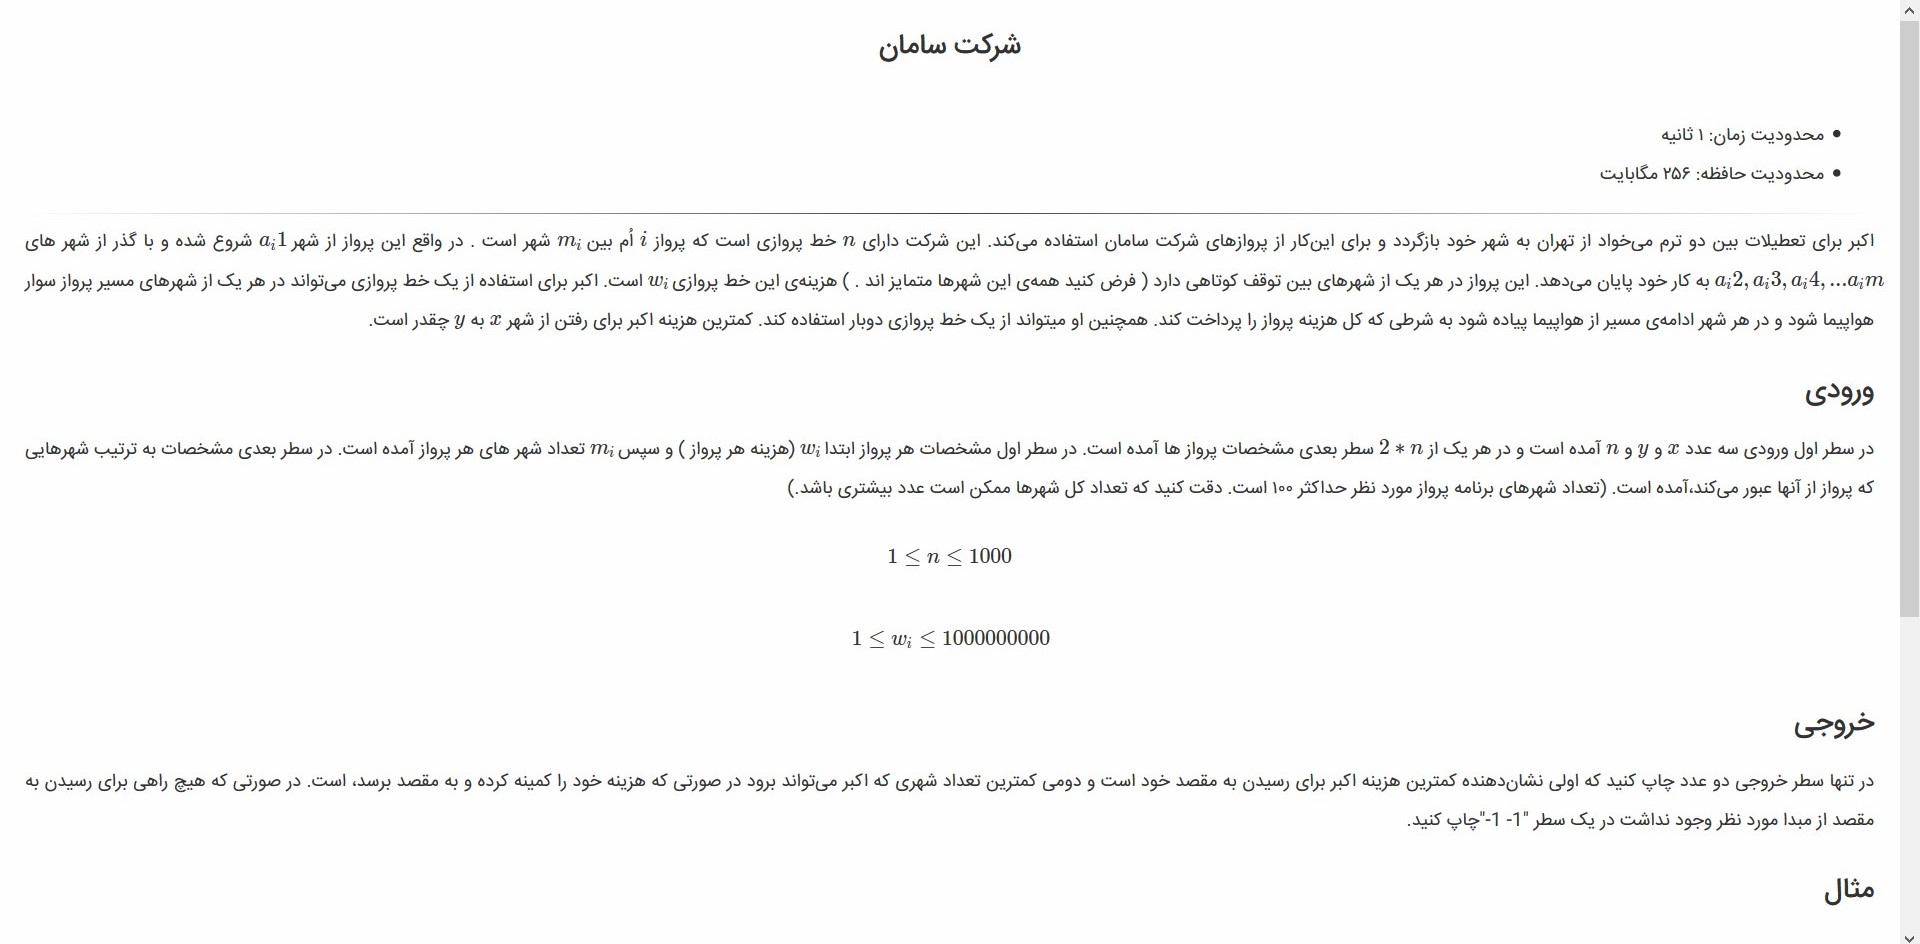 شرکت سامان
محدودیت زمان: ۱ ثانیه
محدودیت حافظه: ۲۵۶ مگابایت
اکبر برای تعطیلات بین دو ترم می‌خواد از تهران به شهر خود بازگردد و برای این‌کار از پروازهای شرکت سامان استفاده می‌کند. این شرکت دارای n خط پروازی است که پرواز i اُم بین m_i شهر است . در واقع این پرواز از شهر a_i1 شروع شده و با گذر از شهر های
a_i2, a_i3, a_i4, ...a_im به کار خود پایان می‌دهد. این پرواز در هر یک از شهرهای بین توقف کوتاهی دارد ( فرض کنید همه‌ی این شهرها متمایز اند . ) هزینه‌ی این خط پروازی w_i است. اکبر برای استفاده از یک خط پروازی می‌تواند در هر یک از شهرهای مسیر پرواز سوار
هواپیما شود و در هر شهر ادامه‌ی مسیر از هواپیما پیاده شود به شرطی که کل هزینه پرواز را پرداخت کند. همچنین او میتواند از یک خط پروازی دوبار استفاده کند. کمترین هزینه اکبر برای رفتن از شهر x به y چقدر است.
ورودی
در سطر اول ورودی سه عدد x و y و n آمده است و در هر یک از 2 * n سطر بعدی مشخصات پرواز ها آمده است. در سطر اول مشخصات هر پرواز ابتدا w_i (هزینه هر پرواز ) و سپس m_i تعداد شهر های هر پرواز آمده است. در سطر بعدی مشخصات به ترتیب شهرهایی
که پرواز از آنها عبور می‌کند،آمده است. (تعداد شهرهای برنامه پرواز مورد نظر حداکثر ۱۰۰ است. دقت کنید که تعداد کل شهرها ممکن است عدد بیشتری باشد.)
1 ≤ n ≤ 1000
1 ≤ w_i ≤ 1000000000
خروجی
در تنها سطر خروجی دو عدد چاپ کنید که اولی نشان‌دهنده کمترین هزینه اکبر برای رسیدن به مقصد خود است و دومی کمترین تعداد شهری که اکبر می‌تواند برود در صورتی که هزینه خود را کمینه کرده و به مقصد برسد، است. در صورتی که هیچ راهی برای رسیدن به
مقصد از مبدا مورد نظر وجود نداشت در یک سطر "1- 1-"چاپ کنید.
مثال